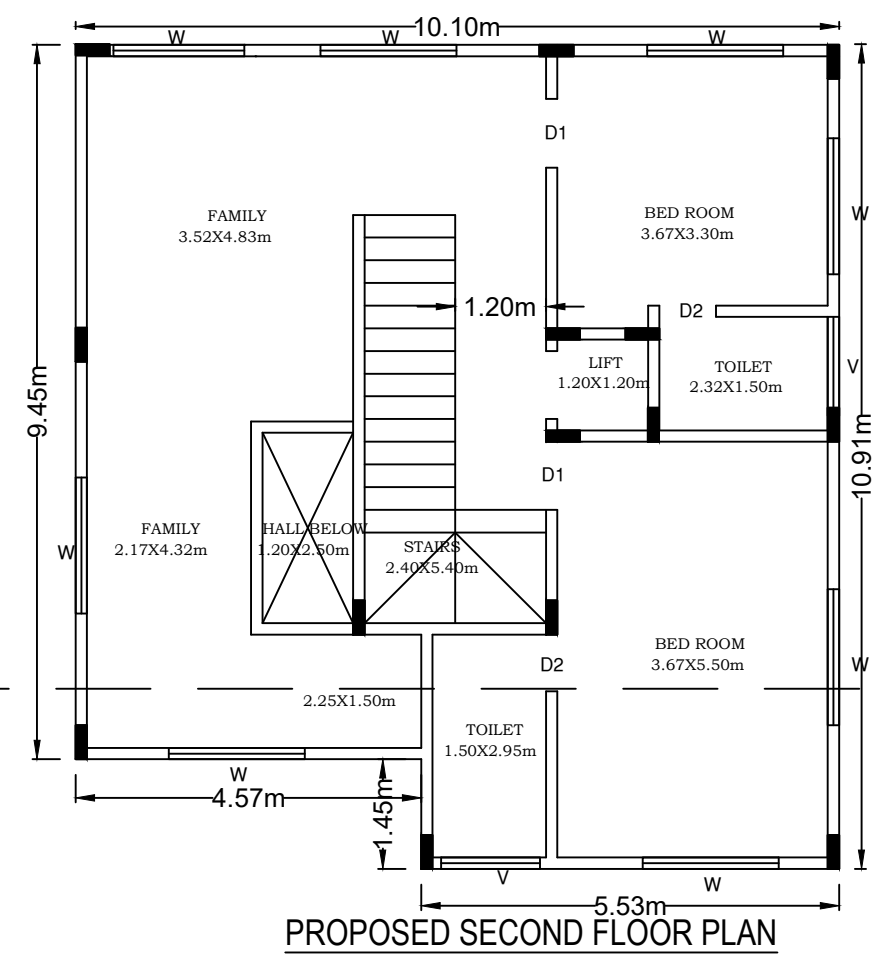 10.10m
W
W
W
D1
FAMILY
3.52X4.83m
BED ROOM
3.67X3.30m
W
1.20m
D2
LIFT
1.20X1.20m
TOILET
2.32X1.50m
V
9.45m
10.91m
D1
W
FAMILY
2.17X4.32m
HALL BELOW
1.20X2.50m
STAIRS
2.40X5.40m
BED ROOM
3.67X5.50m
D2
W
2.25X1.50m
TOILET
1.50X2.95m
W
4.57m
1.45m
V
W
5.53m
PROPOSED SECOND FLOOR PLAN